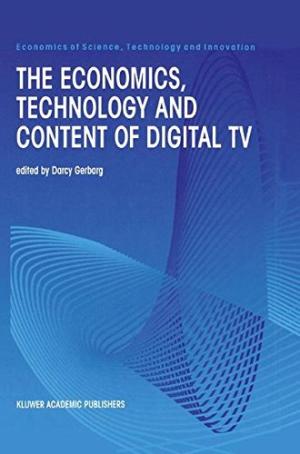 Economics of Science, Technology and Innovation
THE ECONOMICS,
TECHNOLOGY AND
CONTENT OF DIGITAL TV
edited by Darcy Gerbarg
KLUWER ACADEMIC PUBLISHERS